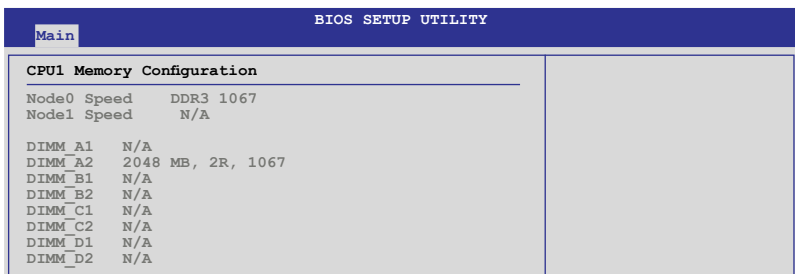 BIOS SETUP UTILITY
Main
CPU1 Memory Configuration
Node0 Speed DDR3 1067
Node1 Speed N/A
DIMM_A1 N/A
DIMM_A2 2048 MB, 2R, 1067
DIMM_B1 N/A
DIMM_B2 N/A
DIMM_C1 N/A
DIMM_C2 N/A
DIMM_D1 N/A
DIMM_D2 N/A